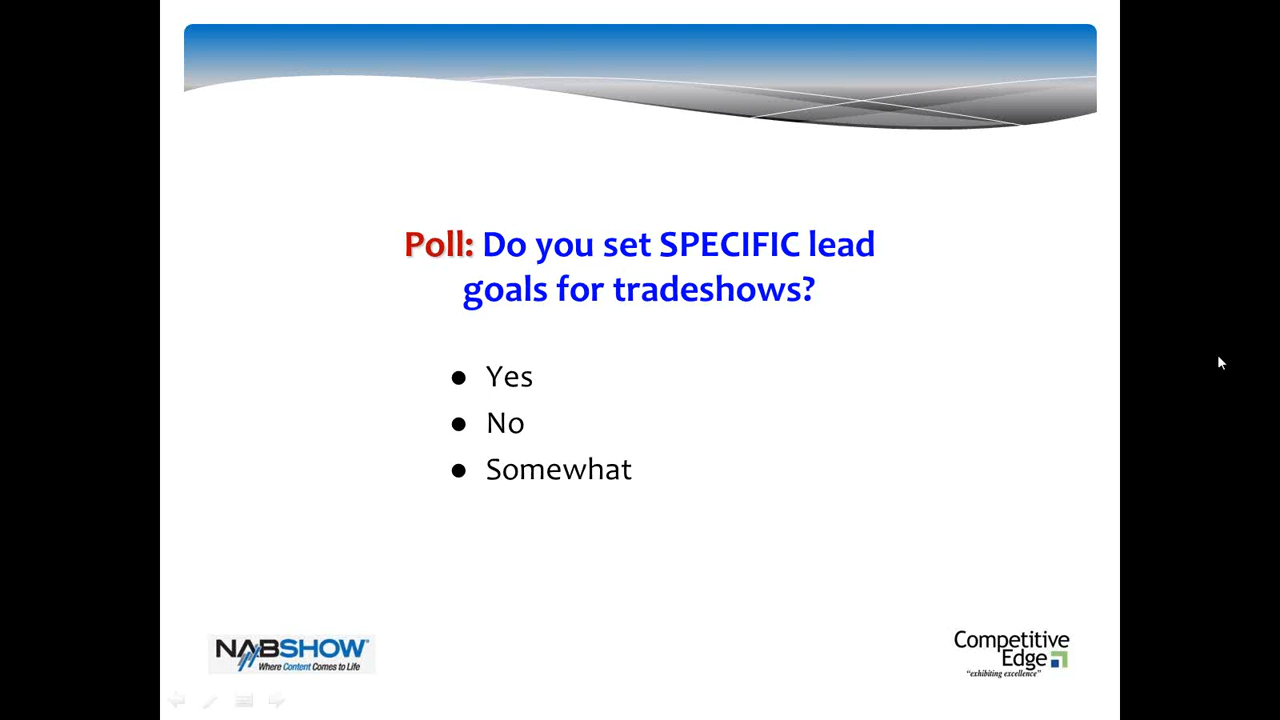 Poll: Do you set SPECIFIC lead
goals for tradeshows?
● Yes
● No
● Somewhat
NABSHOW®
Where Content Comes to Life
Competitive
Edge
"exhibiting excellence"